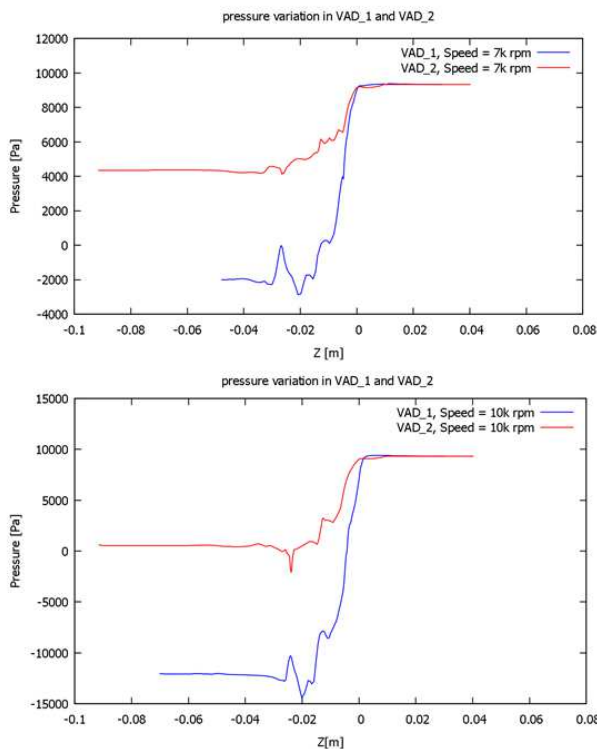 pressure variation in VAD_1 and VAD_2
12000
10000
8000
6000
4000
2000
0
-2000
-4000
Pressure [Pa]
VAD_1, Speed = 7k rpm
VAD_2, Speed = 7k rpm
-0.1 -0.08 -0.06 -0.04 -0.02 0 0.02 0.04 0.06 0.08
Z [m]
pressure variation in VAD_1 and VAD_2
15000
10000
5000
0
-5000
-10000
-15000
Pressure [Pa]
VAD_1, Speed = 10k rpm
VAD_2, Speed = 10k rpm
-0.1 -0.08 -0.06 -0.04 -0.02 0 0.02 0.04 0.06 0.08
Z[m]